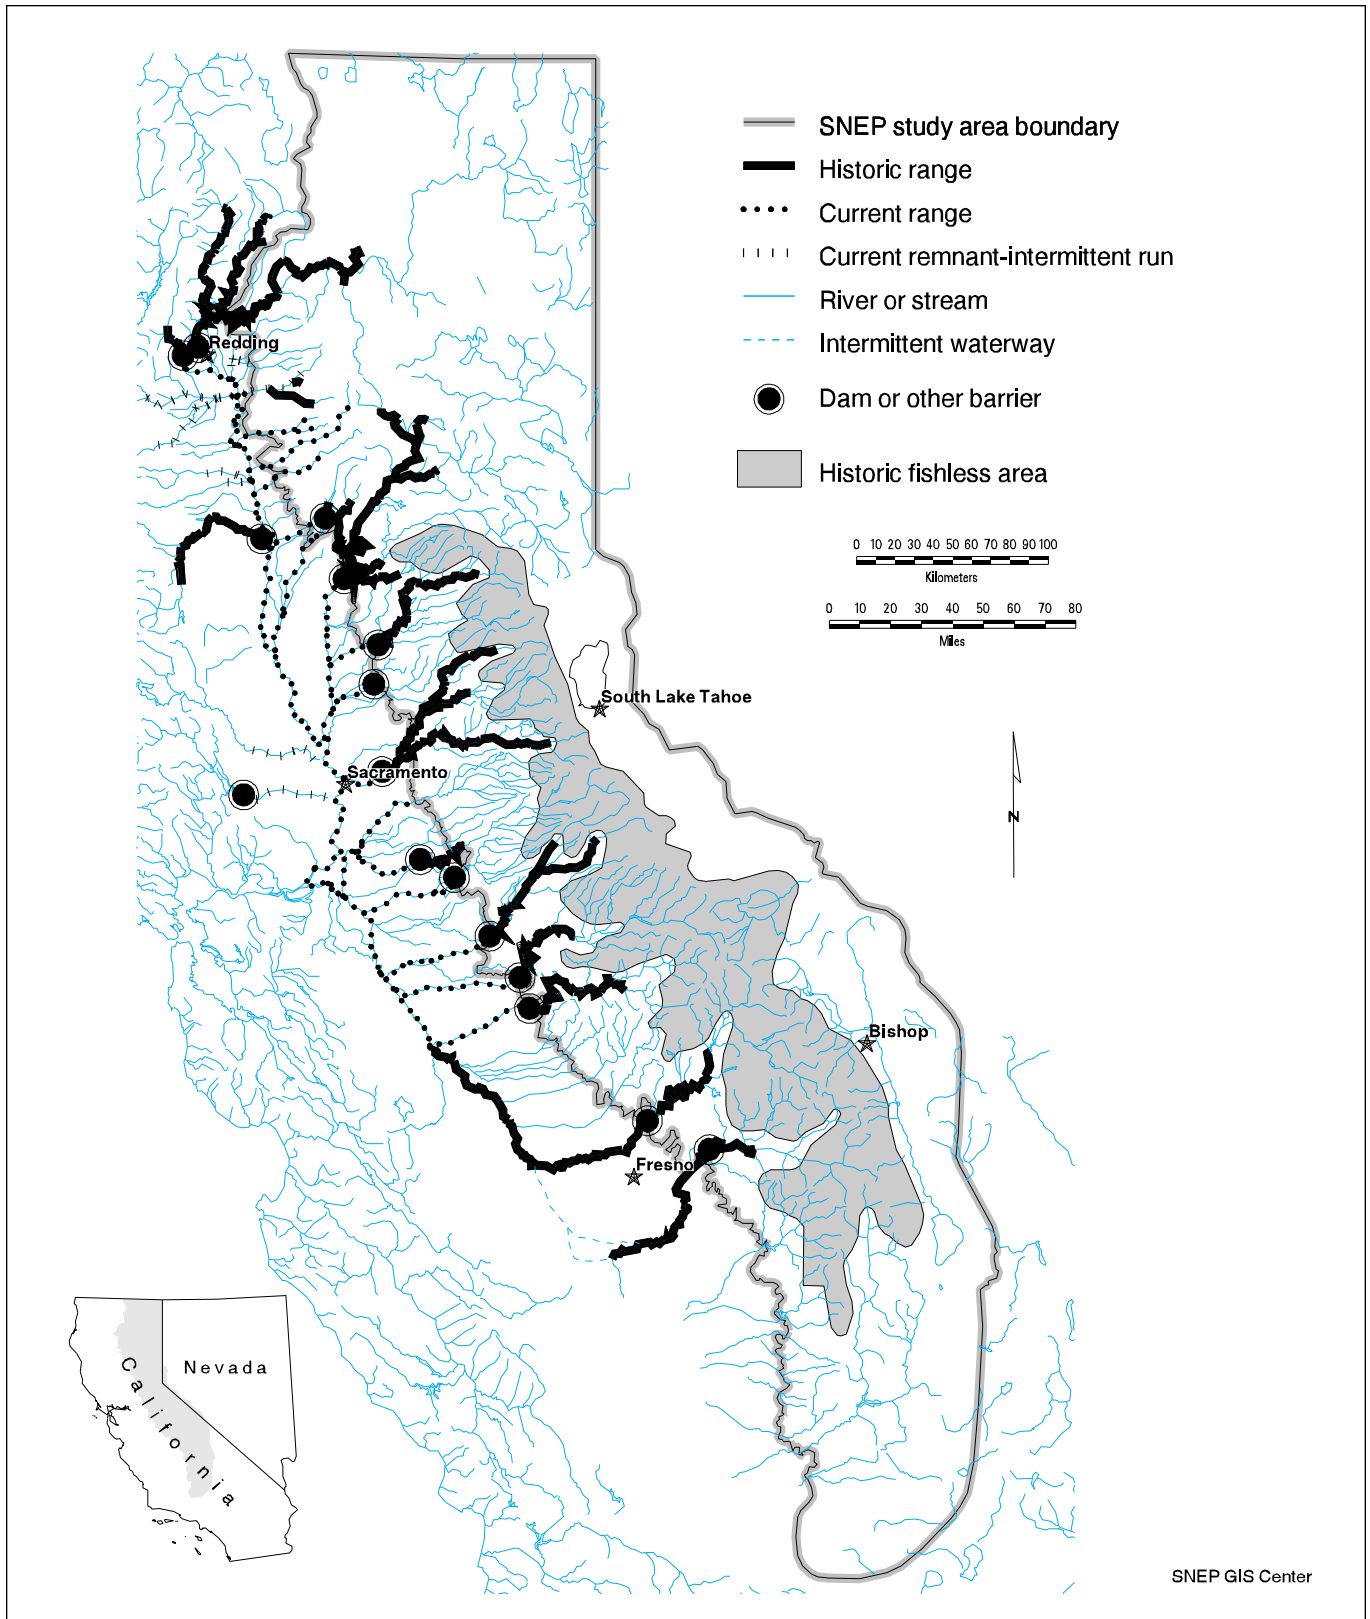 SNEP study area boundary
Historic range
Current range
Current remnant-intermittent run
River or stream
Intermittent waterway
Dam or other barrier
Historic fishless area
0 10 20 30 40 50 60 70 80 90 100
Kilometers
0 10 20 30 40 50 60 70 80
Miles
N
Redding
South Lake Tahoe
Sacramento
Bishop
Fresno
Nevada
California
SNEP GIS Center